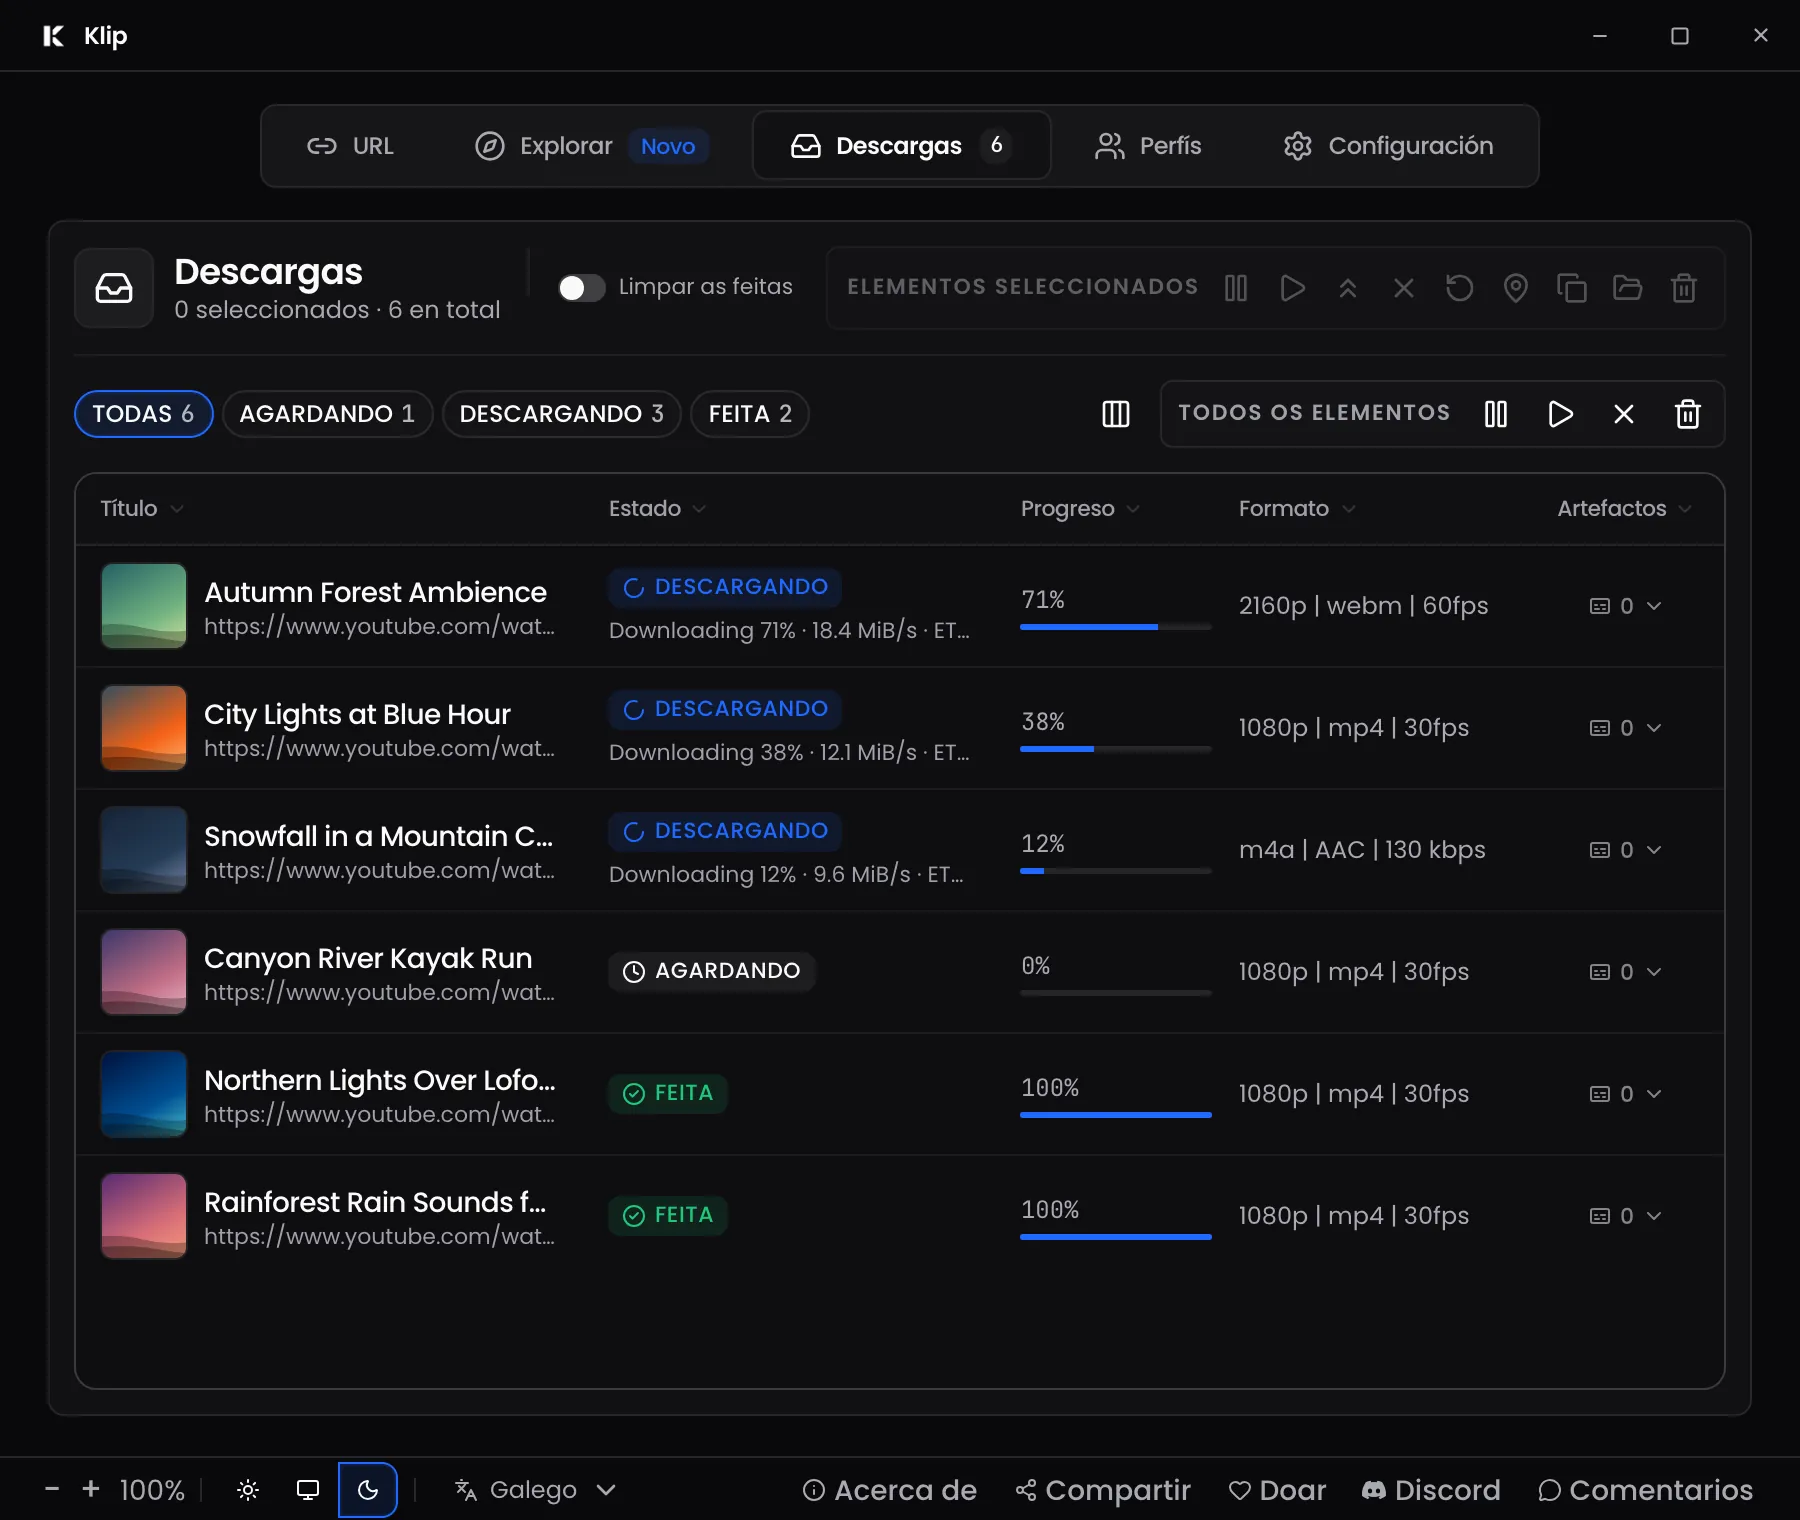 Klip
URL
Explorar Novo
Descargas 6
Perfís
Configuración
Descargas
0 seleccionados · 6 en total
Limpar as feitas
ELEMENTOS SELECCIONADOS
TODAS 6
AGARDANDO 1
DESCARGANDO 3
FEITA 2
TODOS OS ELEMENTOS
Título
Estado
Progreso
Formato
Artefactos
Autumn Forest Ambience
https://www.youtube.com/wat...
DESCARGANDO
Downloading 71% · 18.4 MiB/s · ET...
71%
2160p | webm | 60fps
0
City Lights at Blue Hour
https://www.youtube.com/wat...
DESCARGANDO
Downloading 38% · 12.1 MiB/s · ET...
38%
1080p | mp4 | 30fps
0
Snowfall in a Mountain C...
https://www.youtube.com/wat...
DESCARGANDO
Downloading 12% · 9.6 MiB/s · ET...
12%
m4a | AAC | 130 kbps
0
Canyon River Kayak Run
https://www.youtube.com/wat...
AGARDANDO
0%
1080p | mp4 | 30fps
0
Northern Lights Over Lofo...
https://www.youtube.com/wat...
FEITA
100%
1080p | mp4 | 30fps
0
Rainforest Rain Sounds f...
https://www.youtube.com/wat...
FEITA
100%
1080p | mp4 | 30fps
0
100%
Galego
Acerca de
Compartir
Doar
Discord
Comentarios